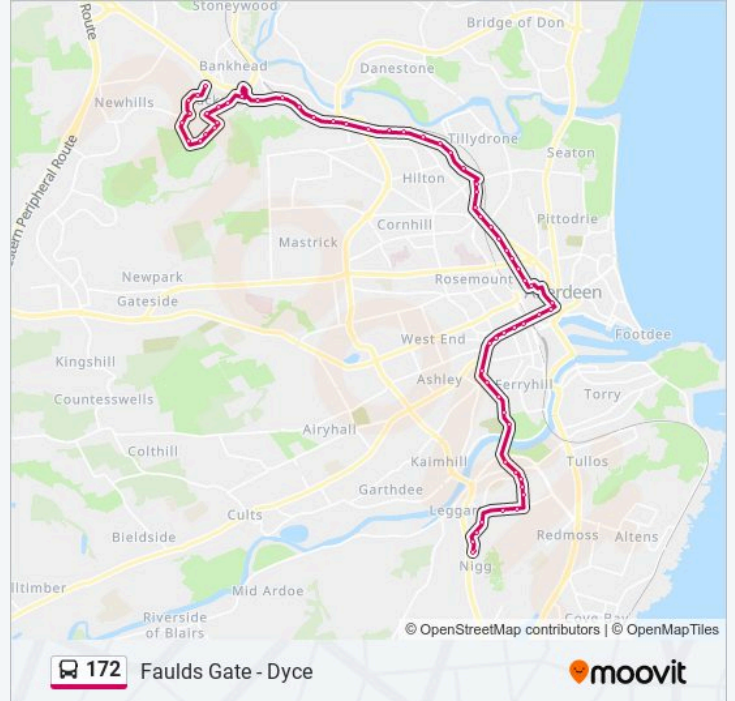 Stoneywood
Route
Bridge of Don
Bankhead
Danestone
Newhills
Tillydrone
Seaton
Hilton
Pittodrie
Cornhill
Mastrick
Newpark
Rosemount
Gateside
Footdee
West End
Kingshill
Ashley
Ferryhill
Torry
Countesswells
Airyhall
Colthill
Kaimhill
Tullos
Garthdee
Cults
Bieldside
Redmoss
Altens
Nigg
Mid Ardoe
Riverside
of Blairs
Peripheral Route
© OpenStreetMap contributors | © OpenMapTiles
172 Faulds Gate - Dyce
moovit